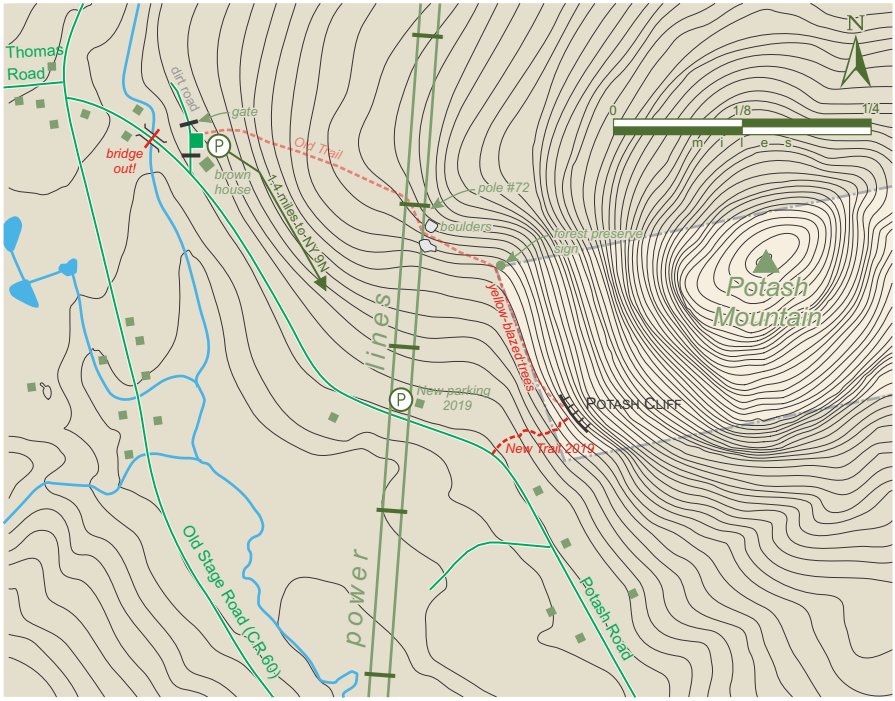 N
Thomas
Road
dirt road
gate
0
1/8
1/4
miles
P
Old Trail
bridge
out!
brown
house
1.4-miles-to-NY 9N
pole #72
boulders
forest preserve
sign
Potash
Mountain
lines
yellow-blazed trees
P
New parking
2019
POTASH CLIFF
New Trail 2019
Old Stage Road (CR 60)
power
Potash Road